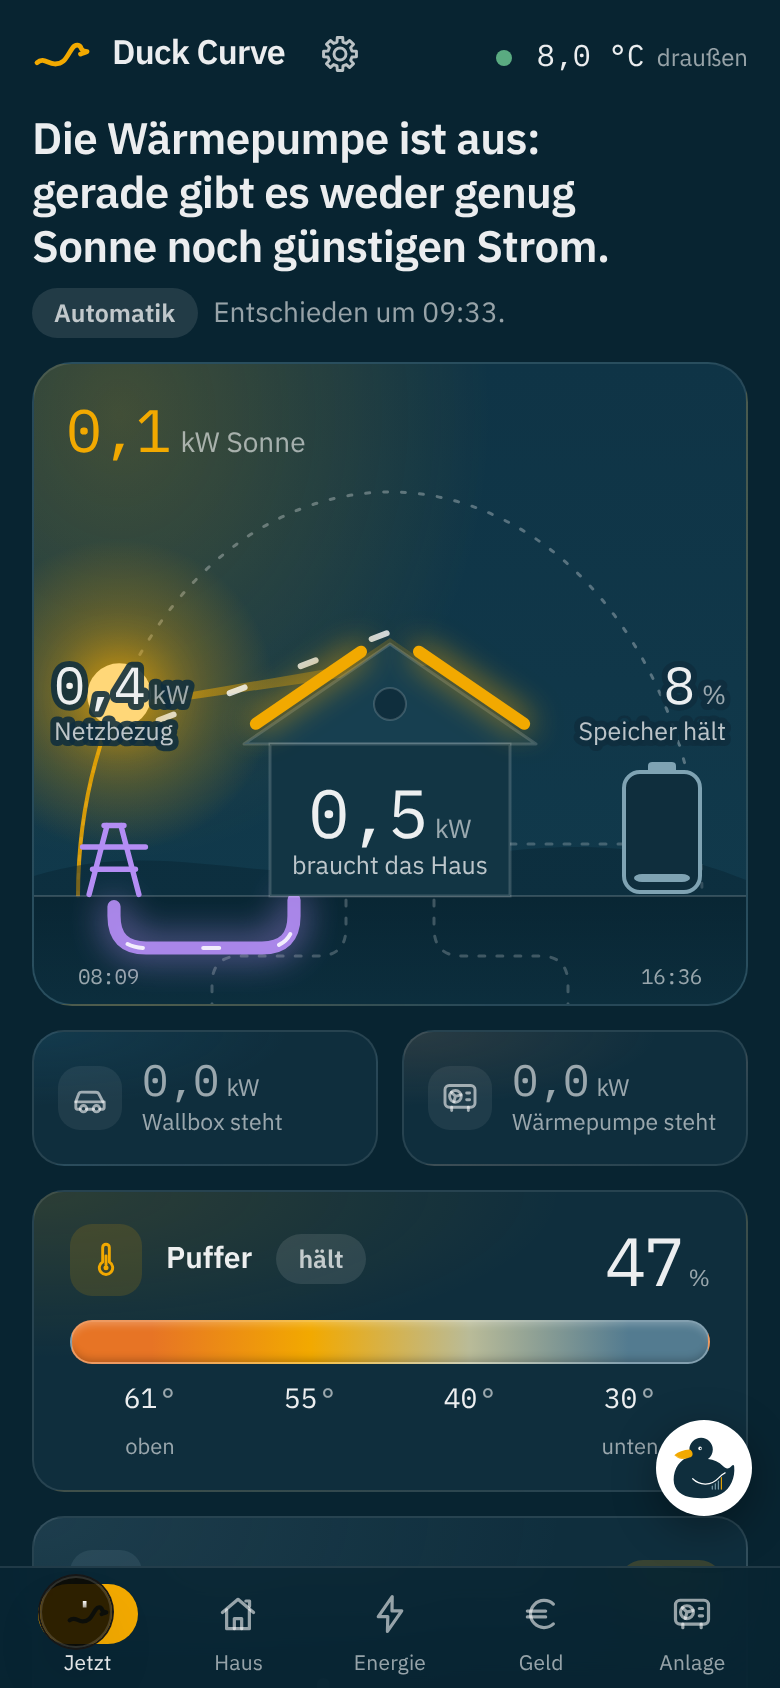 Duck Curve
8,0 °C draußen
Die Wärmepumpe ist aus:
gerade gibt es weder genug
Sonne noch günstigen Strom.
Automatik Entschieden um 09:33.
0,1 kW Sonne
0,4 kW
Netzbezug
8 %
Speicher hält
0,5 kW
braucht das Haus
08:09
16:36
0,0 kW
Wallbox steht
0,0 kW
Wärmepumpe steht
Puffer hält 47 %
61° 55° 40° 30°
oben unten
Jetzt Haus Energie Geld Anlage